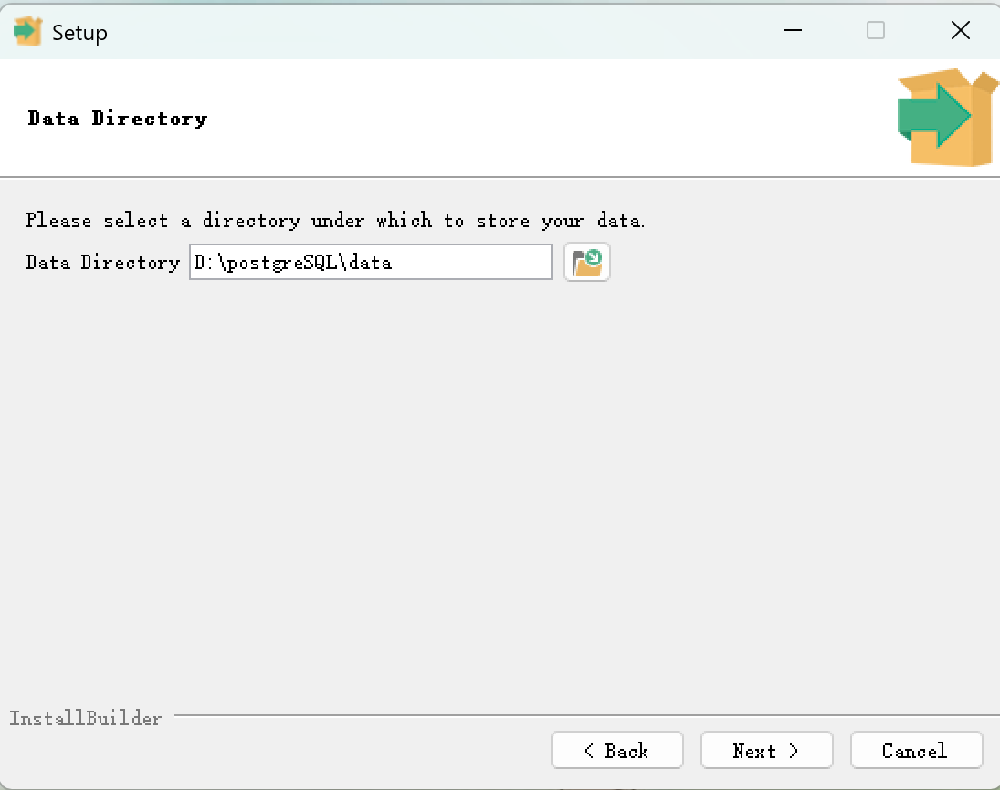 Setup
Data Directory
Please select a directory under which to store your data.
Data Directory D:\postgreSQL\data
InstallBuilder
< Back Next > Cancel